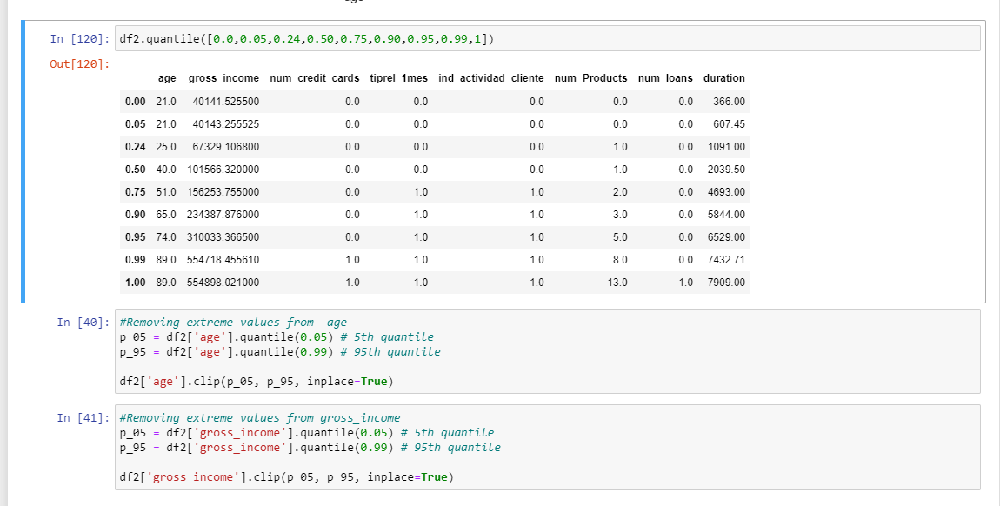 age
In [120]: df2.quantile([0.0,0.05,0.24,0.50,0.75,0.90,0.95,0.99,1])
Out[120]:
age gross_income num_credit_cards tiprel_1mes ind_actividad_cliente num_Products num_loans duration
0.00 21.0 40141.525500 0.0 0.0 0.0 0.0 0.0 366.00
0.05 21.0 40143.255525 0.0 0.0 0.0 0.0 0.0 607.45
0.24 25.0 67329.106800 0.0 0.0 0.0 1.0 0.0 1091.00
0.50 40.0 101566.320000 0.0 0.0 0.0 1.0 0.0 2039.50
0.75 51.0 156253.755000 0.0 1.0 1.0 2.0 0.0 4693.00
0.90 65.0 234387.876000 0.0 1.0 1.0 3.0 0.0 5844.00
0.95 74.0 310033.366500 0.0 1.0 1.0 5.0 0.0 6529.00
0.99 89.0 554718.455610 1.0 1.0 1.0 8.0 0.0 7432.71
1.00 89.0 554898.021000 1.0 1.0 1.0 13.0 1.0 7909.00
In [40]: #Removing extreme values from  age
p_05 = df2['age'].quantile(0.05) # 5th quantile
p_95 = df2['age'].quantile(0.99) # 95th quantile
df2['age'].clip(p_05, p_95, inplace=True)
In [41]: #Removing extreme values from gross_income
p_05 = df2['gross_income'].quantile(0.05) # 5th quantile
p_95 = df2['gross_income'].quantile(0.99) # 95th quantile
df2['gross_income'].clip(p_05, p_95, inplace=True)